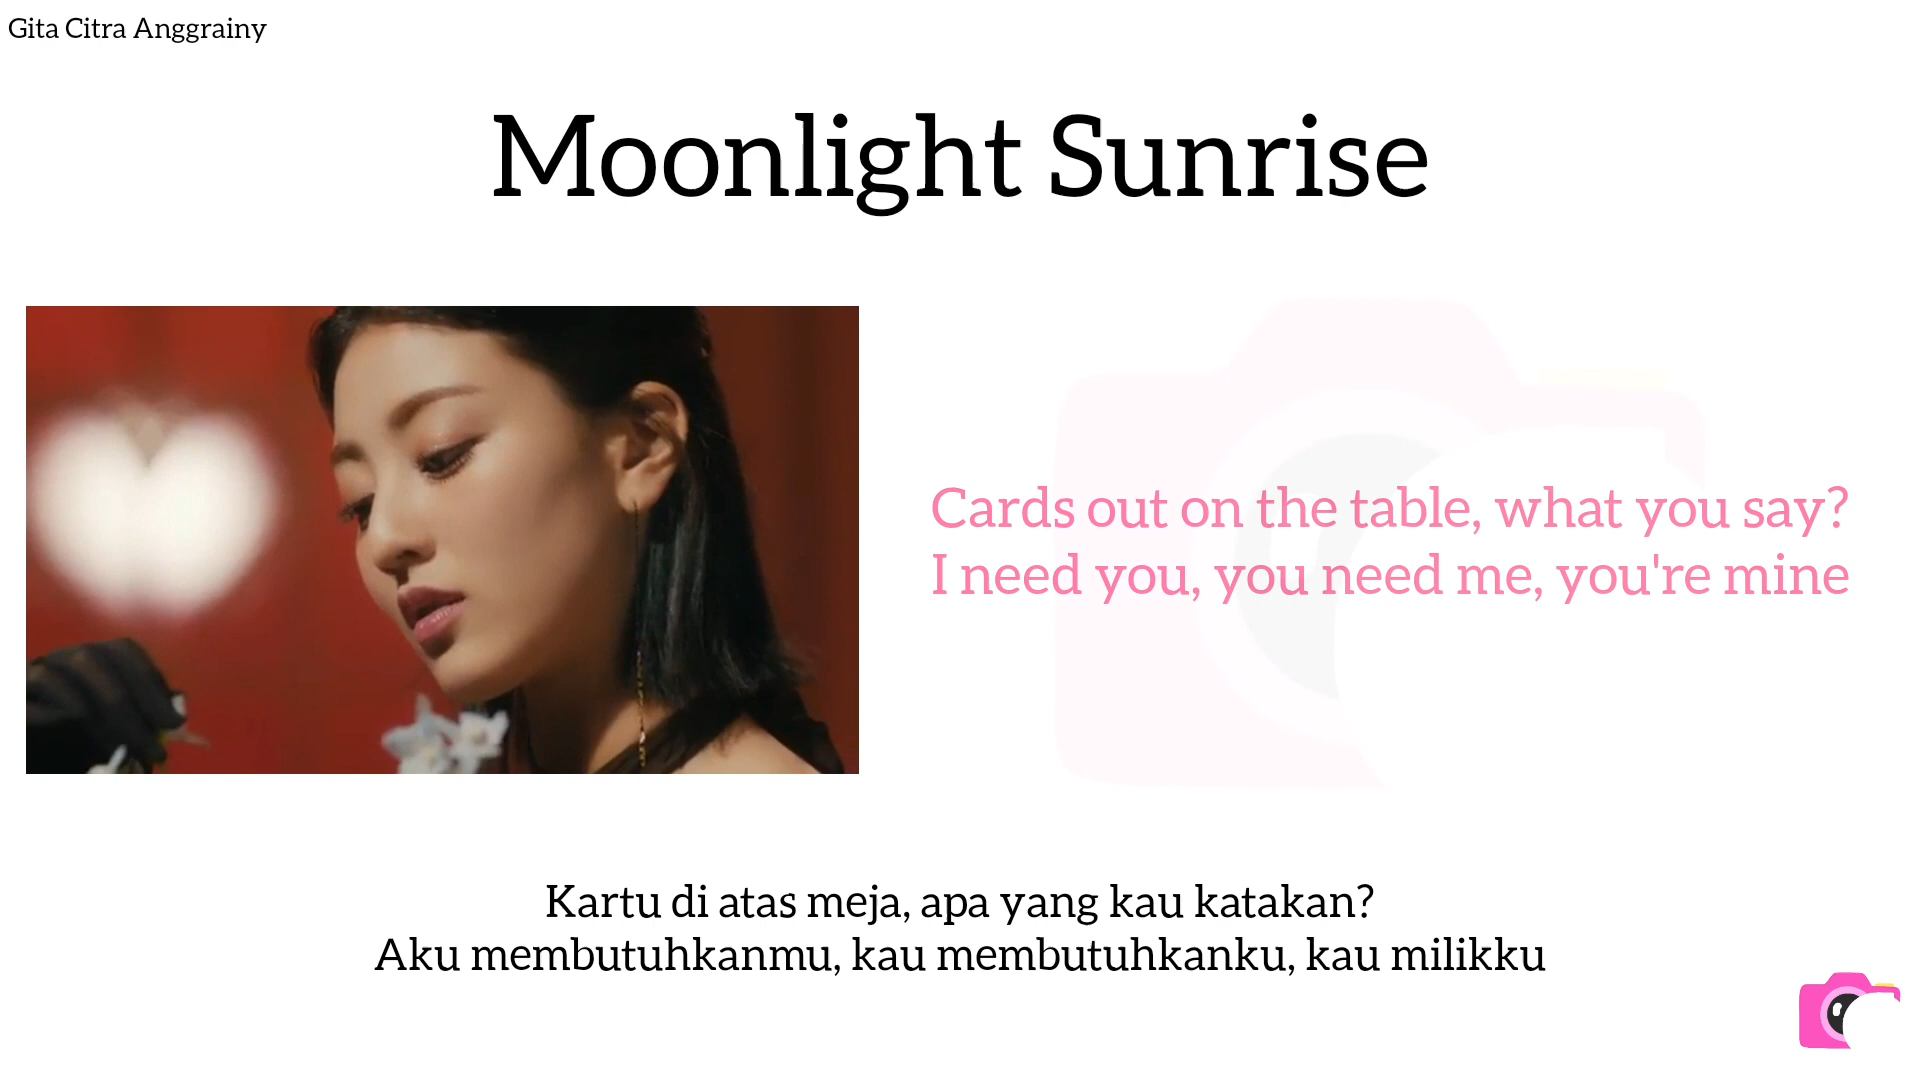 Gita Citra Anggrainy
Moonlight Sunrise
Cards out on the table, what you say?
I need you, you need me, you're mine
Kartu di atas meja, apa yang kau katakan?
Aku membutuhkanmu, kau membutuhkanku, kau milikku